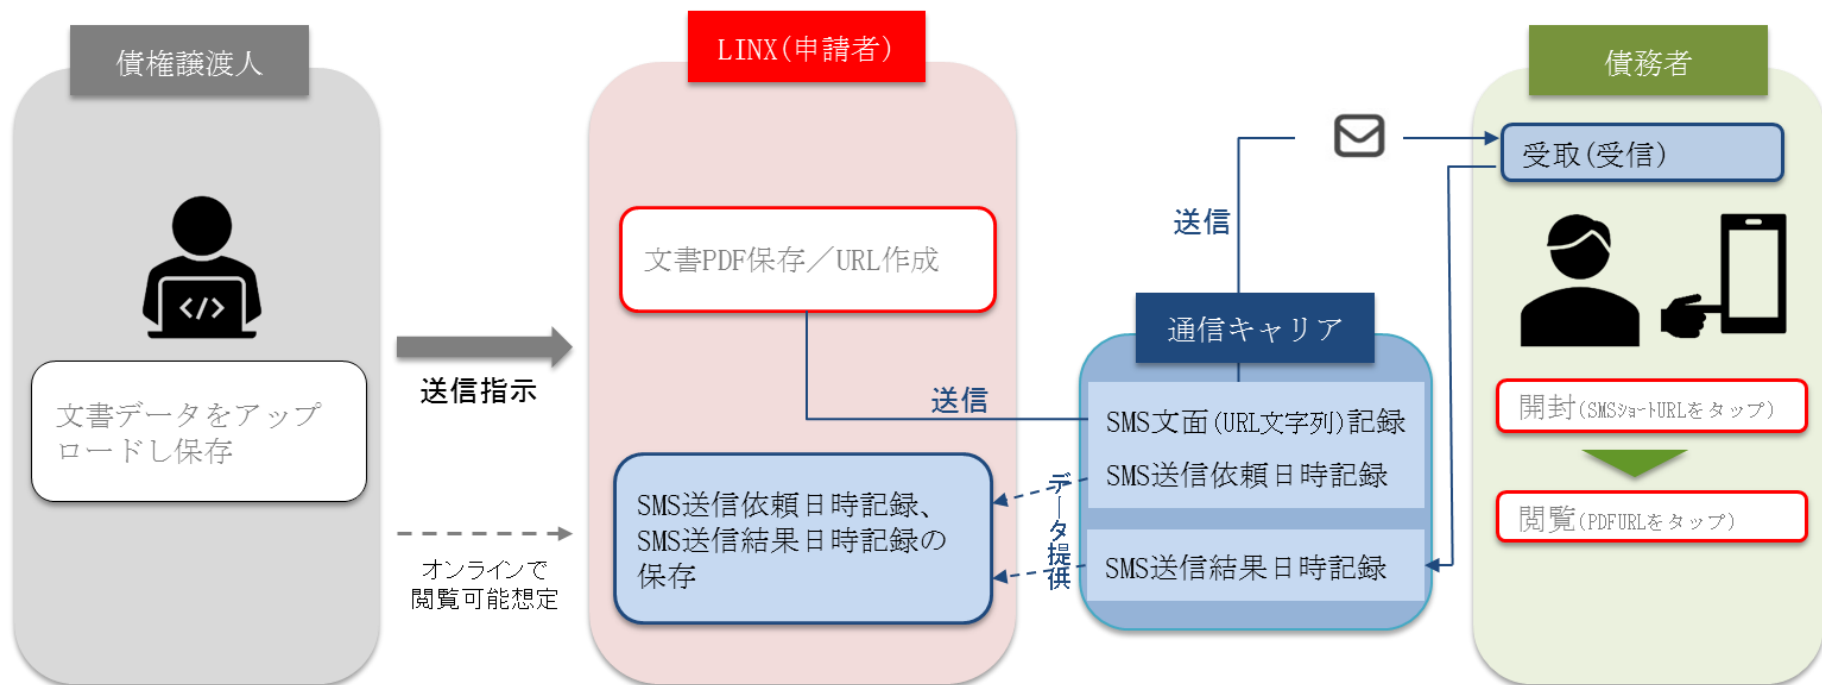 債権譲渡人
文書データをアップ
ロードし保存
送信指示
オンラインで
閲覧可能想定
LINX(申請者)
文書PDF保存／URL作成
SMS送信依頼日時記録、
SMS送信結果日時記録の
保存
送信
データ提供
送信
通信キャリア
SMS文面(URL文字列)記録
SMS送信依頼日時記録
SMS送信結果日時記録
債務者
受取(受信)
開封(SMSｼｮｰﾄURLをタップ)
閲覧(PDFURLをタップ)